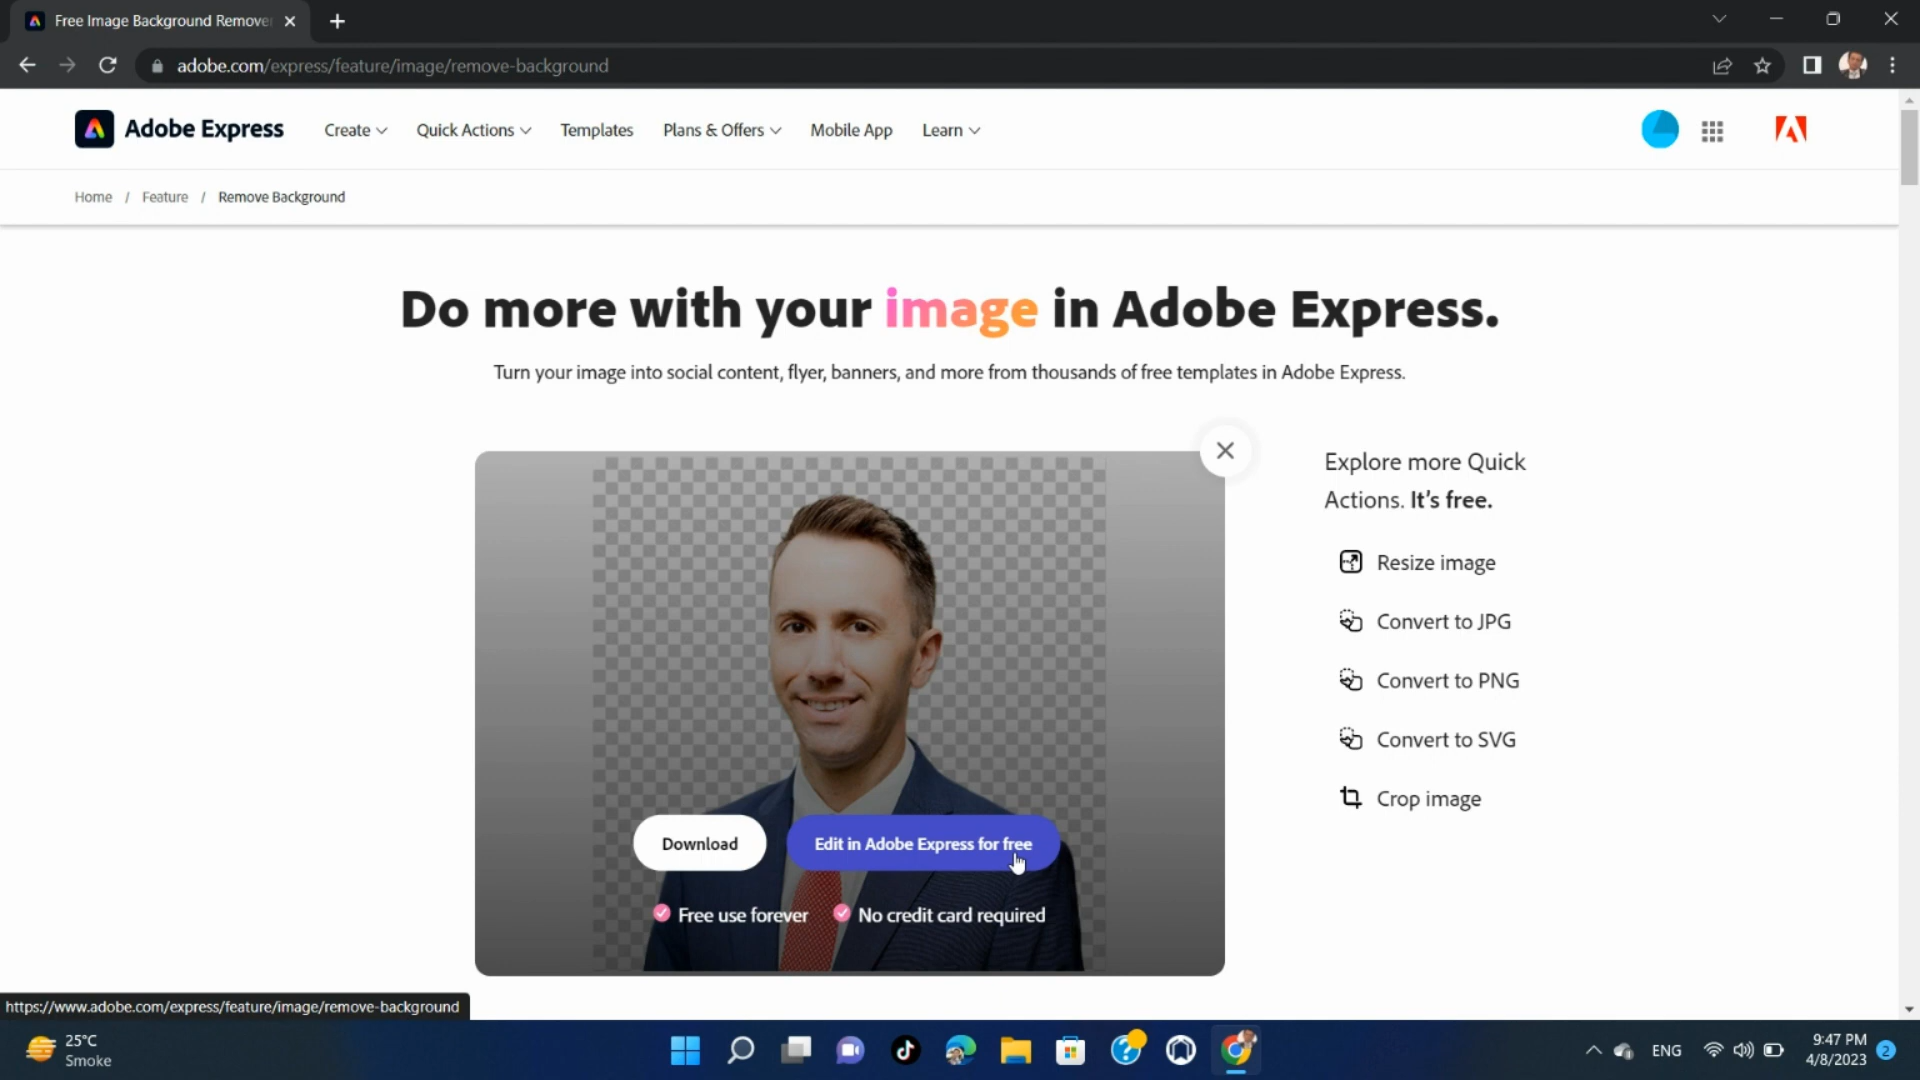 Free Image Background Remove
adobe.com/express/feature/image/remove-background
Adobe Express
Create
Quick Actions
Templates
Plans & Offers
Mobile App
Learn
Home / Feature / Remove Background
Do more with your image in Adobe Express.
Turn your image into social content, flyer, banners, and more from thousands of free templates in Adobe Express.
Explore more Quick
Actions. It's free.
Resize image
Convert to JPG
Convert to PNG
Convert to SVG
Crop image
Download
Edit in Adobe Express for free
Free use forever
No credit card required
https://www.adobe.com/express/feature/image/remove-background
25°C
Smoke
ENG
9:47 PM
4/8/2023
2